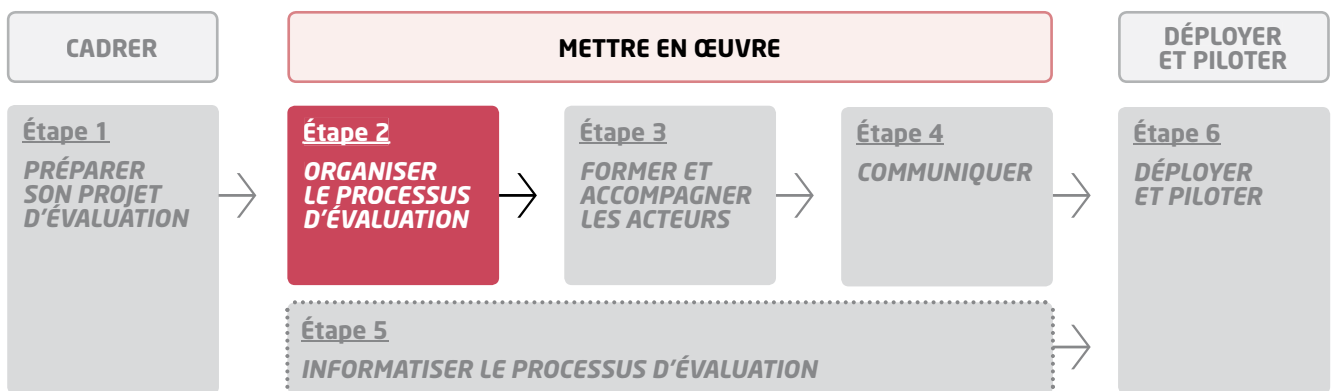 CADRER
METTRE EN ŒUVRE
DÉPLOYER
ET PILOTER
Étape 1
PRÉPARER
SON PROJET
D'ÉVALUATION
Étape 2
ORGANISER
LE PROCESSUS
D'ÉVALUATION
Étape 3
FORMER ET
ACCOMPAGNER
LES ACTEURS
Étape 4
COMMUNIQUER
Étape 6
DÉPLOYER
ET PILOTER
Étape 5
INFORMATISER LE PROCESSUS D'ÉVALUATION